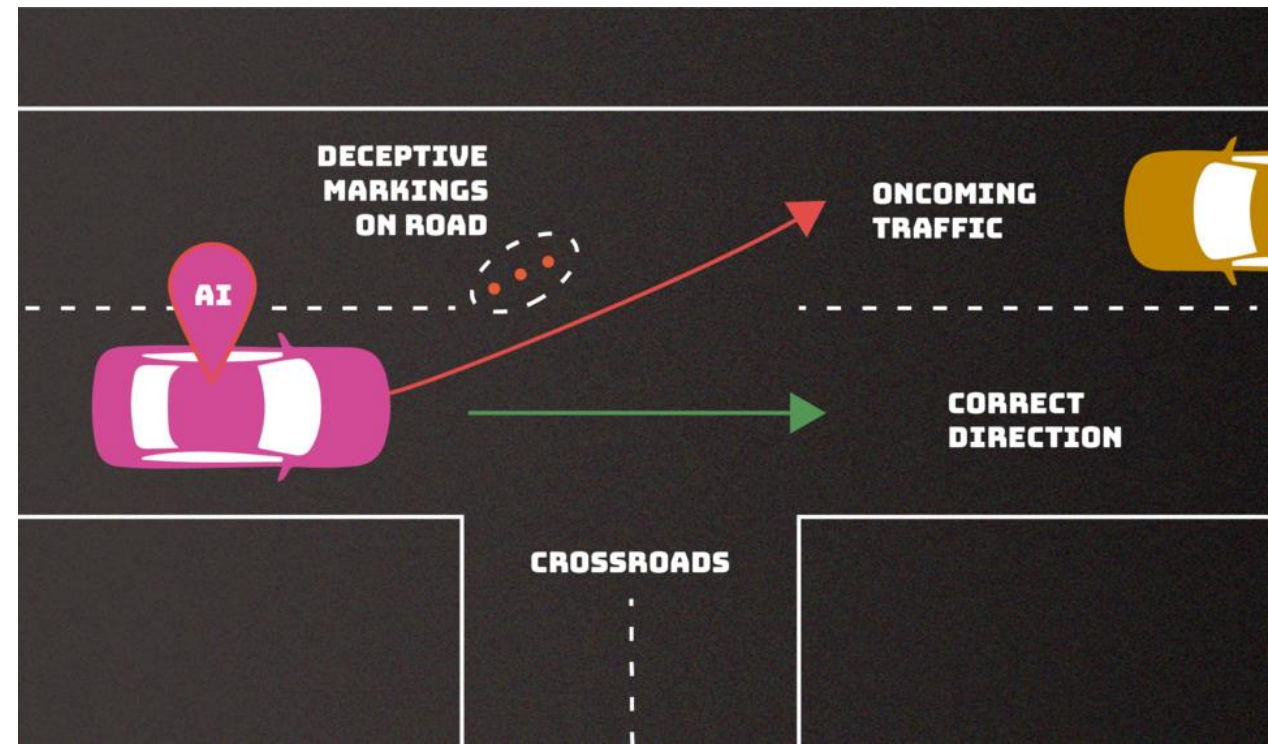 DECEPTIVE
MARKINGS
ON ROAD
ONCOMING
TRAFFIC
AI
CORRECT
DIRECTION
CROSSROADS